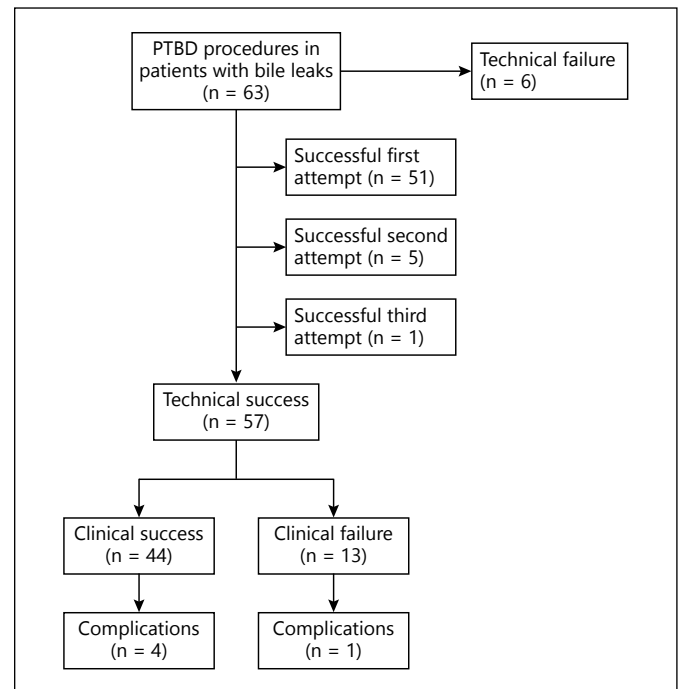 PTBD procedures in
patients with bile leaks
(n = 63)
Technical failure
(n = 6)
Successful first
attempt (n = 51)
Successful second
attempt (n = 5)
Successful third
attempt (n = 1)
Technical success
(n = 57)
Clinical success
(n = 44)
Clinical failure
(n = 13)
Complications
(n = 4)
Complications
(n = 1)